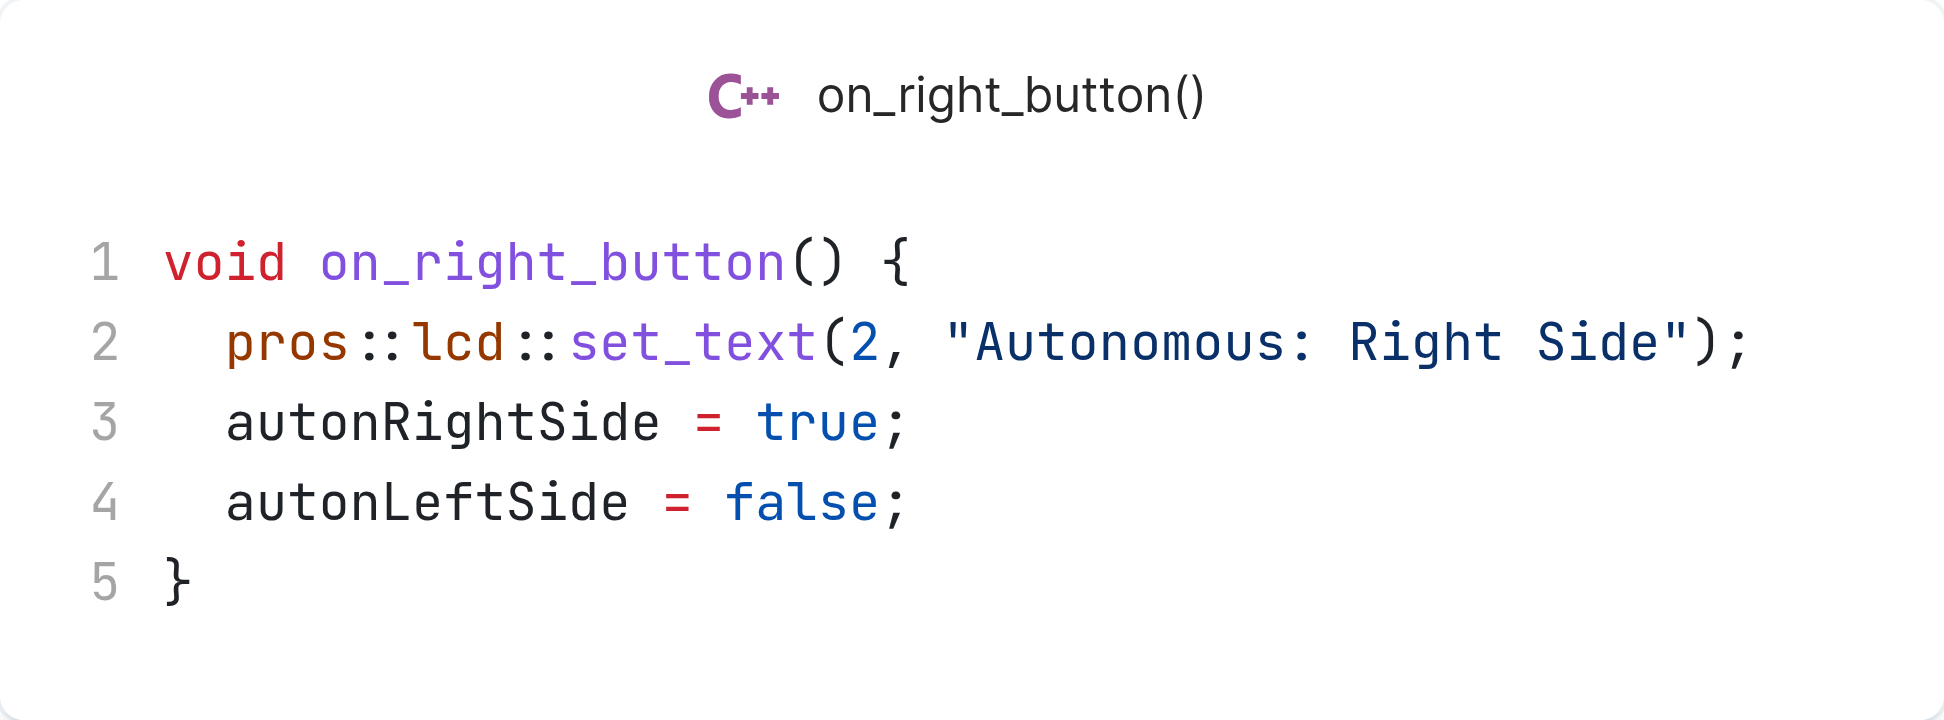 C++ on_right_button()
1 void on_right_button() {
2   pros::lcd::set_text(2, "Autonomous: Right Side");
3   autonRightSide = true;
4   autonLeftSide = false;
5 }